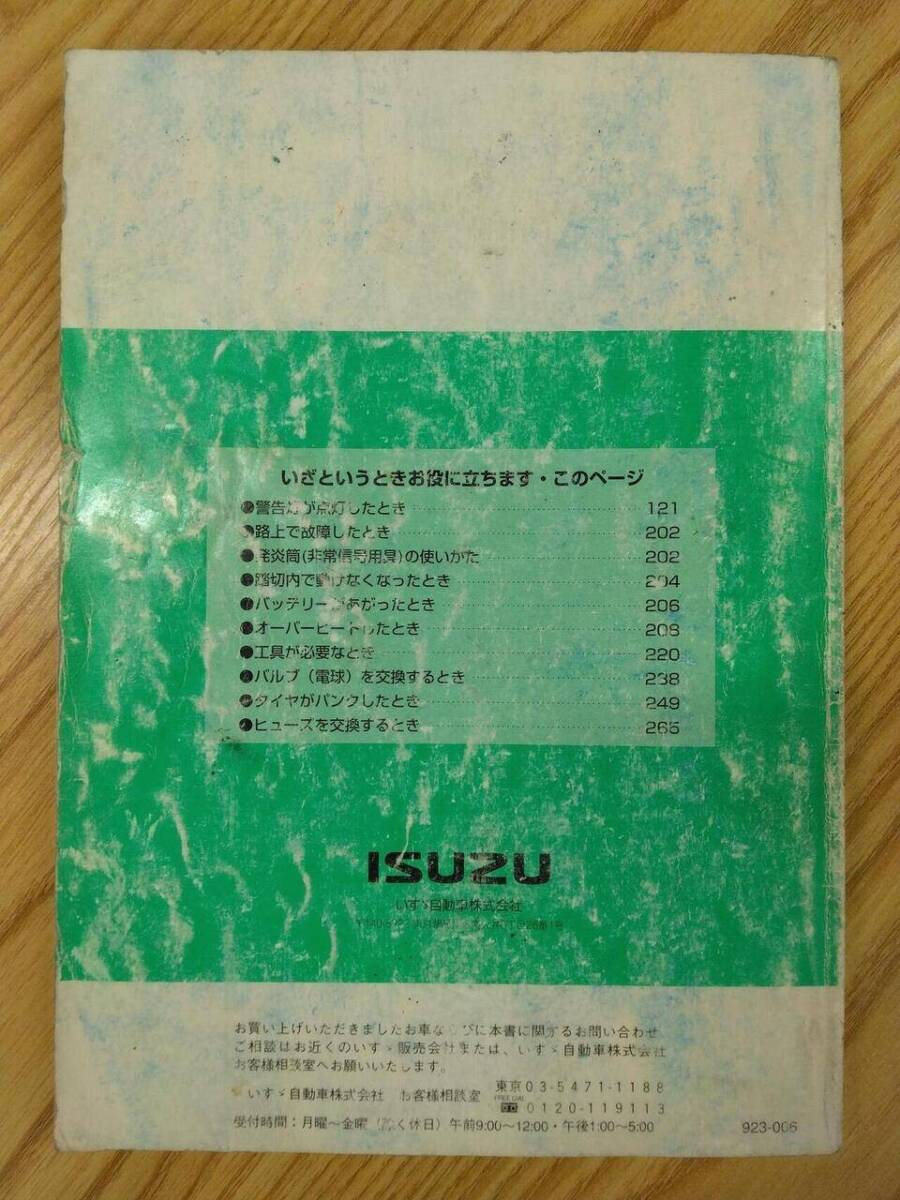 いざというときお役に立ちます・このページ
●警告灯が点灯したとき 121
●路上で故障したとき 202
●発炎筒(非常信号用具)の使いかた 202
●踏切内で動けなくなったとき 204
●バッテリーがあがったとき 206
●オーバーヒートしたとき 208
●工具が必要なとき 220
●バルブ（電球）を交換するとき 238
●タイヤがパンクしたとき 249
●ヒューズを交換するとき 265
ISUZU
いすゞ自動車株式会社
お買い上げいただきましたお車ならびに本書に関するお問い合わせ
ご相談はお近くのいすゞ販売会社または、いすゞ自動車株式会社
お客様相談室へお願いいたします。
いすゞ自動車株式会社 お客様相談室
東京03-5471-1188
FREE DIAL
0120-119113
受付時間：月曜〜金曜（除く休日）午前9:00〜12:00・午後1:00〜5:00
923-006